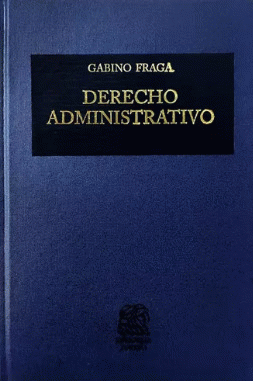 GABINO FRAGA
DERECHO
ADMINISTRATIVO